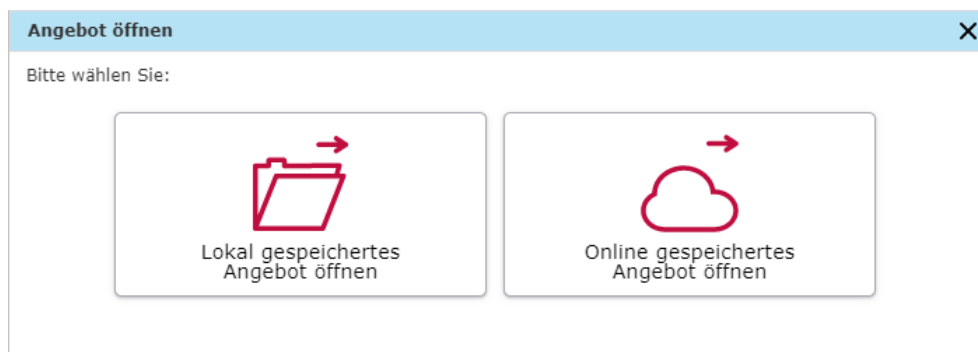 Angebot öffnen
Bitte wählen Sie:
Lokal gespeichertes
Angebot öffnen
Online gespeichertes
Angebot öffnen